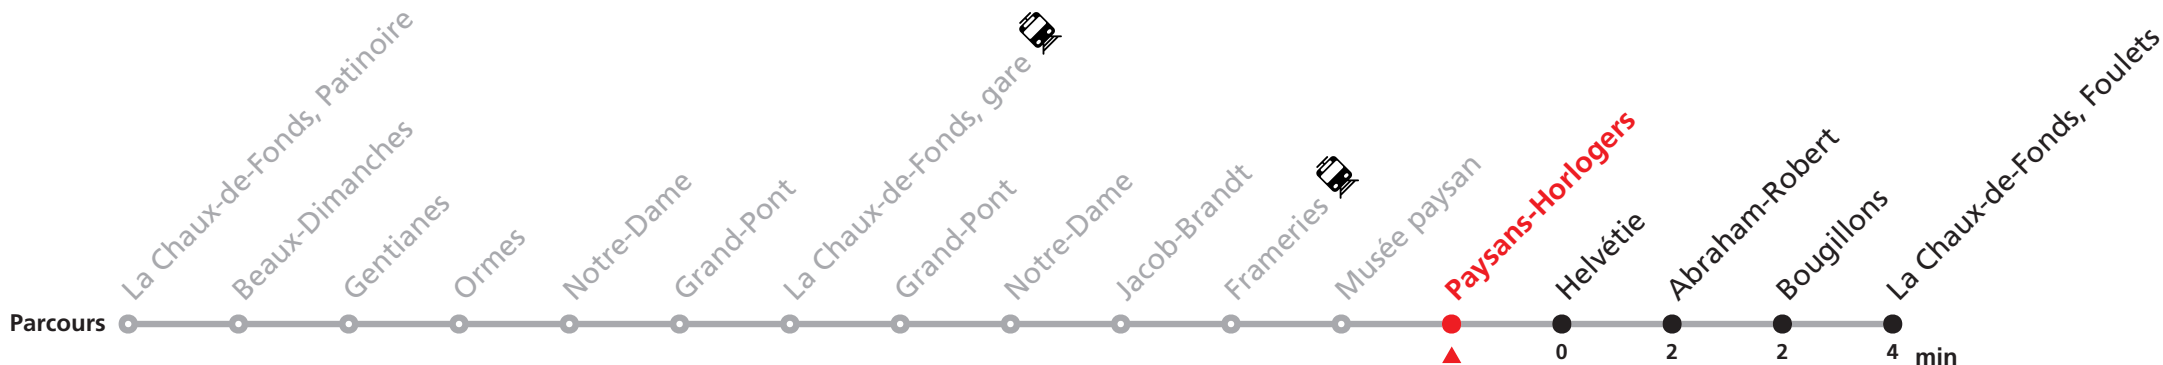 La Chaux-de-Fonds, Patinoire
Beaux-Dimanches
Gentianes
Ormes
Notre-Dame
Grand-Pont
La Chaux-de-Fonds, gare
Grand-Pont
Notre-Dame
Jacob-Brandt
Frameries
Musée paysan
Paysans-Horlogers
Helvétie
Abraham-Robert
Bougillons
La Chaux-de-Fonds, Foulets
Parcours
0 2 2 4 min